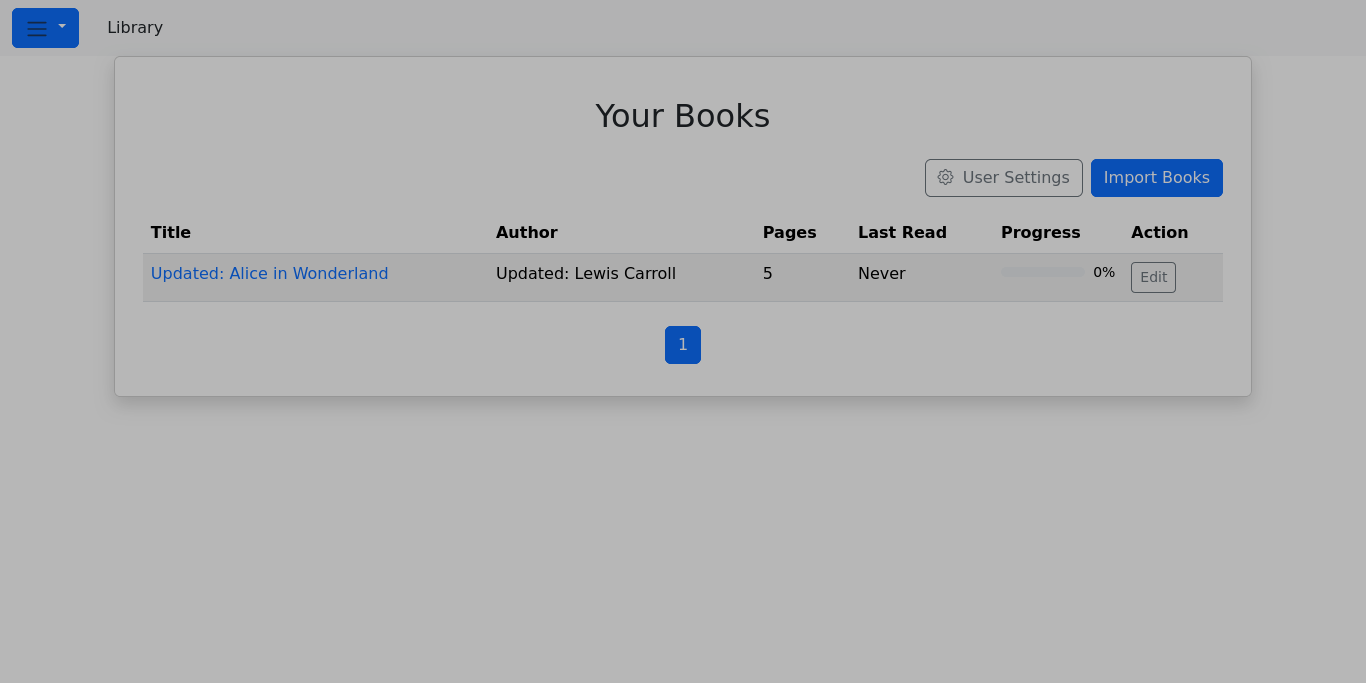 Library
Your Books
User Settings Import Books
Title Author Pages Last Read Progress Action
Updated: Alice in Wonderland Updated: Lewis Carroll 5 Never 0% Edit
1